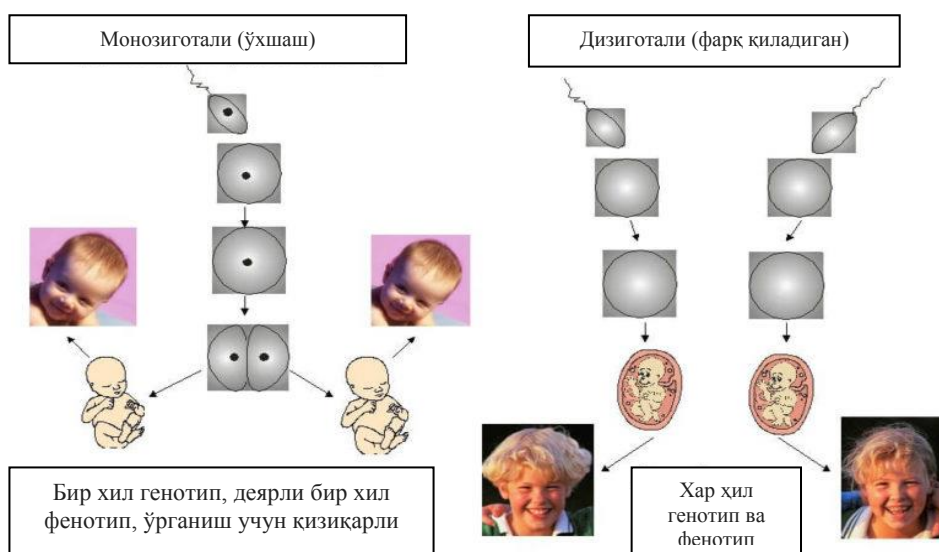 Монозиготали (ўхшаш)
Дизиготали (фарқ қиладиган)
Бир хил генотип, деярли бир хил
фенотип, ўрганиш учун қизиқарли
Хар ҳил
генотип ва
фенотип